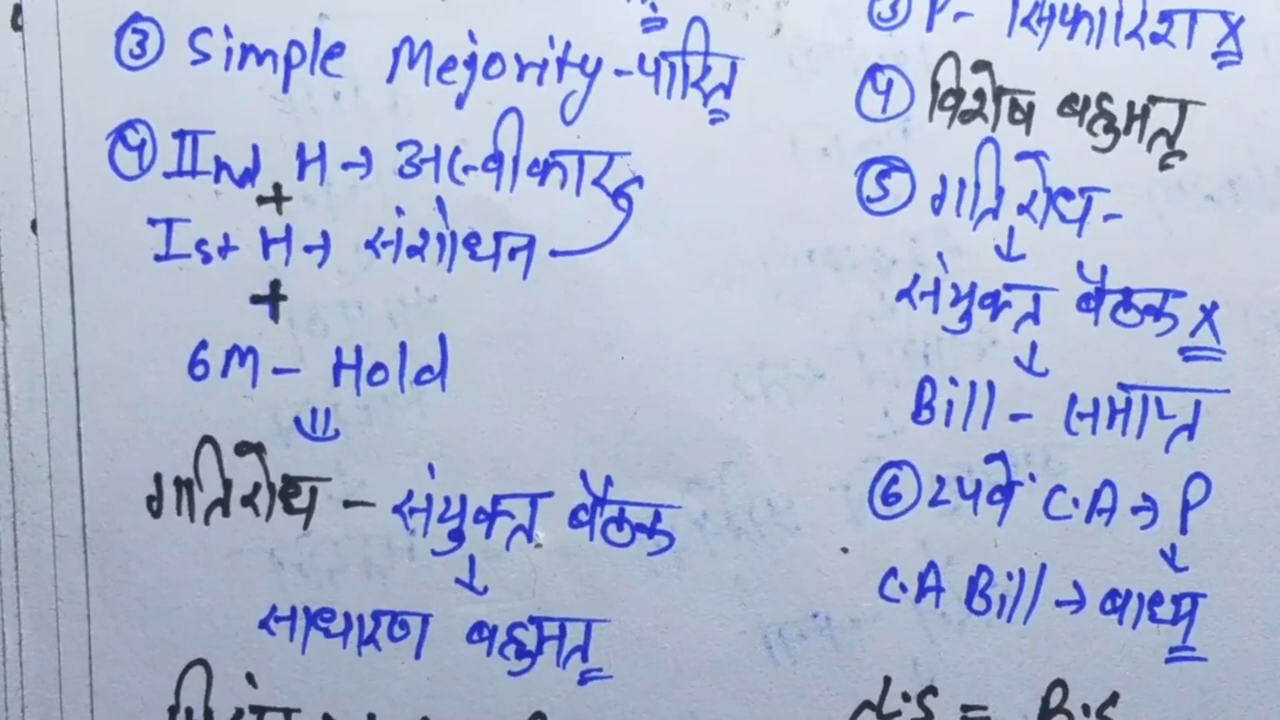 ③ Simple Mejority - पारित
④ IInd H → अस्वीकार
+
Ist H → संशोधन
+
6M - Hold
गतिरोध - संयुक्त बैठक
↓
साधारण बहुमत
③ P - सिफारिश x
④ विशेष बहुमत
⑤ गतिरोध -
↓
संयुक्त बैठक x
↓
Bill - समाप्त
⑥ 24वें C.A → P
↓
C.A Bill → बाध्य